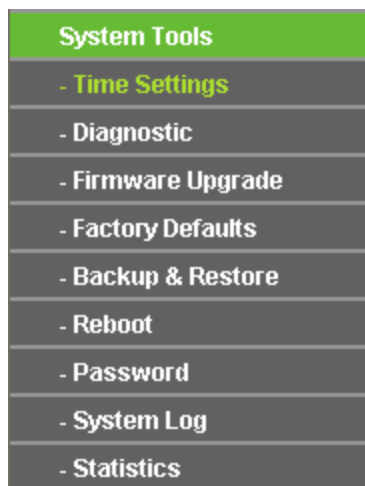 System Tools
- Time Settings
- Diagnostic
- Firmware Upgrade
- Factory Defaults
- Backup & Restore
- Reboot
- Password
- System Log
- Statistics